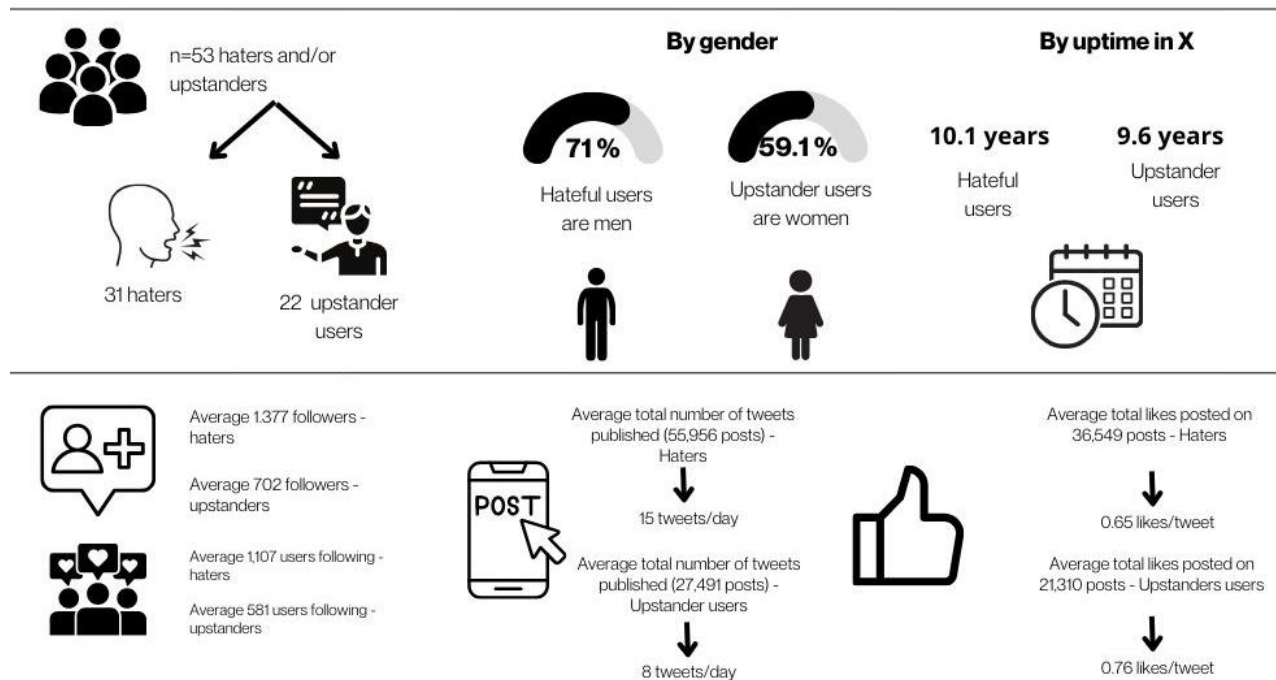 n=53 haters and/or
upstanders
31 haters
22 upstander
users
By gender
71%
Hateful users
are men
59.1%
Upstander users
are women
By uptime in X
10.1 years
Hateful
users
9.6 years
Upstander
users
Average 1.377 followers -
haters
Average 702 followers -
upstanders
Average 1,107 users following -
haters
Average 581 users following -
upstanders
POST
Average total number of tweets
published (55,956 posts) -
Haters
15 tweets/day
Average total number of tweets
published (27,491 posts) -
Upstander users
8 tweets/day
Average total likes posted on
36,549 posts - Haters
0.65 likes/tweet
Average total likes posted on
21,310 posts - Upstanders users
0.76 likes/tweet